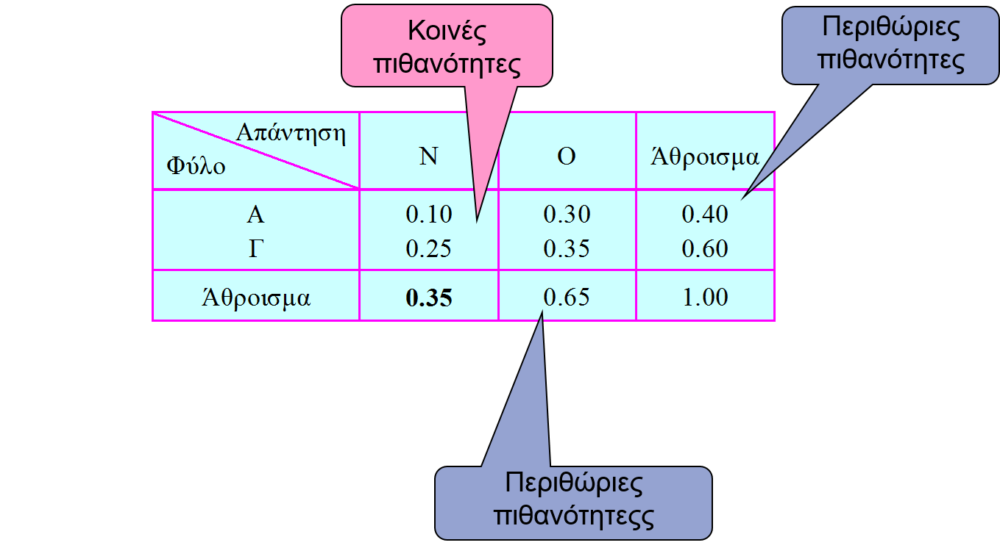 Κοινές
πιθανότητες
Περιθώριες
πιθανότητες
Απάντηση
Φύλο
Ν
Ο
Άθροισμα
Α
0.10
0.30
0.40
Γ
0.25
0.35
0.60
Άθροισμα
0.35
0.65
1.00
Περιθώριες
πιθανότητεςς